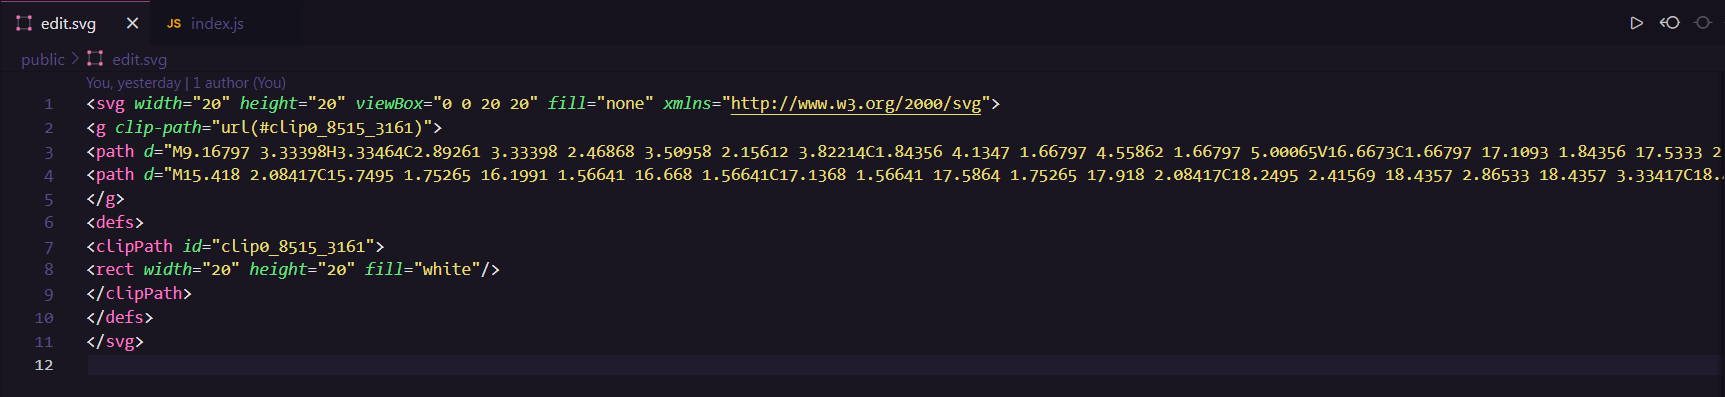 edit.svg JS index.js
public > edit.svg
You, yesterday | 1 author (You)
1 <svg width="20" height="20" viewBox="0 0 20 20" fill="none" xmlns="http://www.w3.org/2000/svg">
2 <g clip-path="url(#clip0_8515_3161)">
3 <path d="M9.16797 3.33398H3.33464C2.89261 3.33398 2.46868 3.50958 2.15612 3.82214C1.84356 4.1347 1.66797 4.55862 1.66797 5.00065V16.6673C1.66797 17.1093 1.84356 17.5333 2
4 <path d="M15.418 2.08417C15.7495 1.75265 16.1991 1.56641 16.668 1.56641C17.1368 1.56641 17.5864 1.75265 17.918 2.08417C18.2495 2.41569 18.4357 2.86533 18.4357 3.33417C18.
5 </g>
6 <defs>
7 <clipPath id="clip0_8515_3161">
8 <rect width="20" height="20" fill="white"/>
9 </clipPath>
10 </defs>
11 </svg>
12